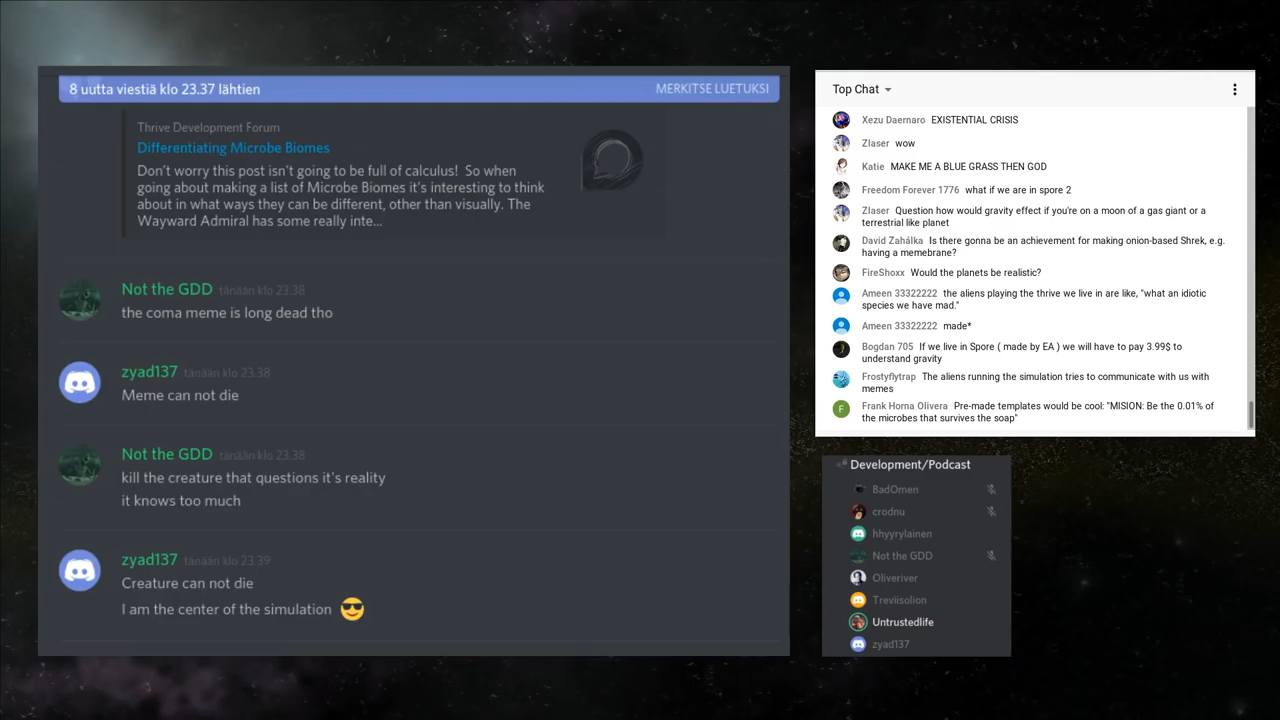 8 uutta viestiä klo 23.37 lähtien
MERKITSE LUETUKSI
Thrive Development Forum
Differentiating Microbe Biomes
Don't worry this post isn't going to be full of calculus! So when
going about making a list of Microbe Biomes it's interesting to think
about in what ways they can be different, other than visually. The
Wayward Admiral has some really inte...
Not the GDD tänään klo 23.38
the coma meme is long dead tho
zyad137 tänään klo 23.38
Meme can not die
Not the GDD tänään klo 23.38
kill the creature that questions it's reality
it knows too much
zyad137 tänään klo 23.39
Creature can not die
I am the center of the simulation 😎
Top Chat
Xezu Daernaro EXISTENTIAL CRISIS
Zlaser wow
Katie MAKE ME A BLUE GRASS THEN GOD
Freedom Forever 1776 what if we are in spore 2
Zlaser Question how would gravity effect if you're on a moon of a gas giant or a
terrestrial like planet
David Zahálka Is there gonna be an achievement for making onion-based Shrek, e.g.
having a memebrane?
FireShoxx Would the planets be realistic?
Ameen 33322222 the aliens playing the thrive we live in are like, "what an idiotic
species we have mad."
Ameen 33322222 made*
Bogdan 705 If we live in Spore ( made by EA ) we will have to pay 3.99$ to
understand gravity
Frostyflytrap The aliens running the simulation tries to communicate with us with
memes
F Frank Horna Olivera Pre-made templates would be cool: "MISION: Be the 0.01% of
the microbes that survives the soap"
Development/Podcast
BadOmen
crodnu
hhyyrylainen
Not the GDD
Oliveriver
Treviisolion
Untrustedlife
zyad137